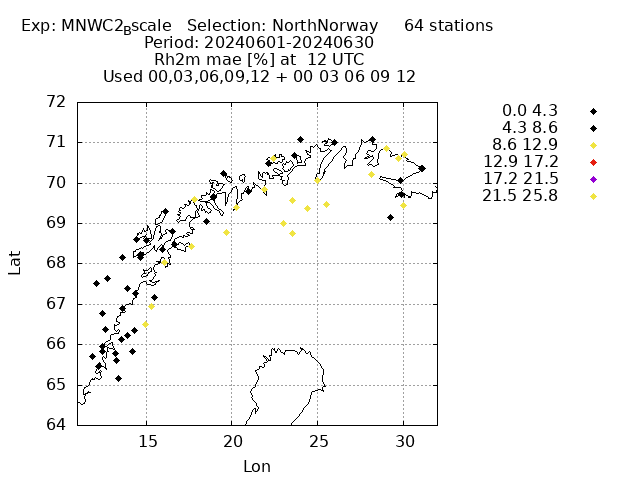 Exp: MNWC2_Bscale   Selection: NorthNorway     64 stations
Period: 20240601-20240630
Rh2m mae [%] at  12 UTC
Used 00,03,06,09,12 + 00 03 06 09 12
0.0 4.3
4.3 8.6
8.6 12.9
12.9 17.2
17.2 21.5
21.5 25.8
72
71
70
69
68
67
66
65
64
Lat
15 20 25 30
Lon